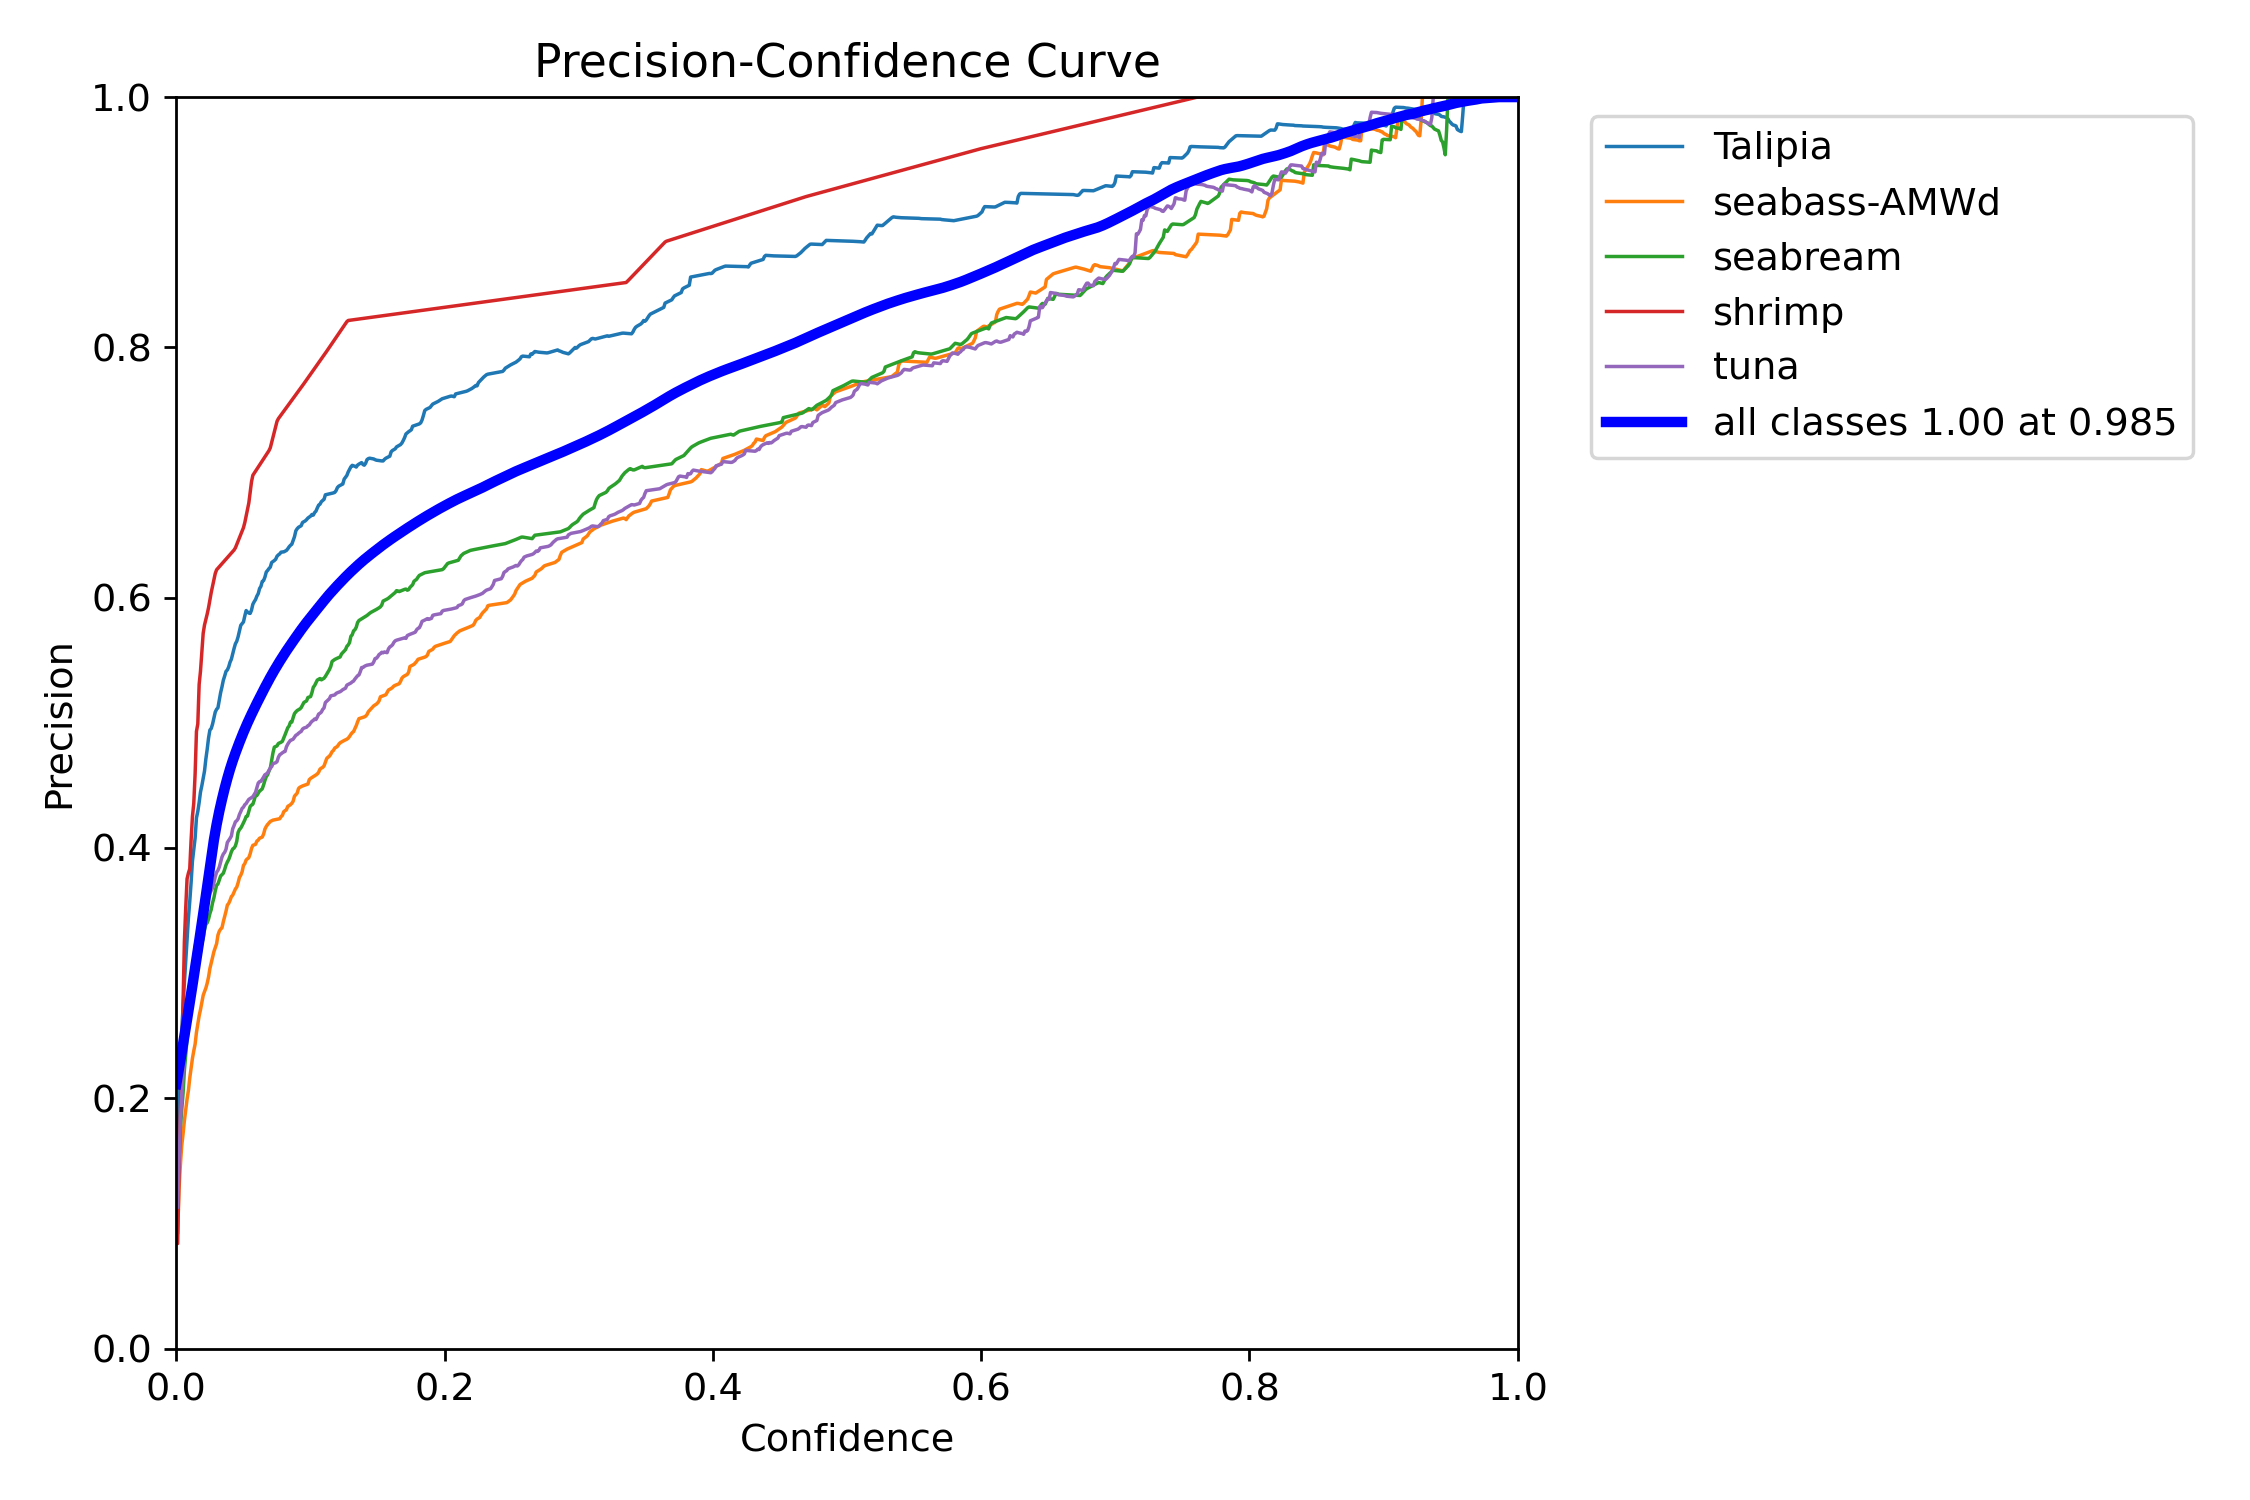 Precision-Confidence Curve
1.0
0.8
0.6
0.4
0.2
0.0
Precision
0.0 0.2 0.4 0.6 0.8 1.0
Confidence
Talipia
seabass-AMWd
seabream
shrimp
tuna
all classes 1.00 at 0.985